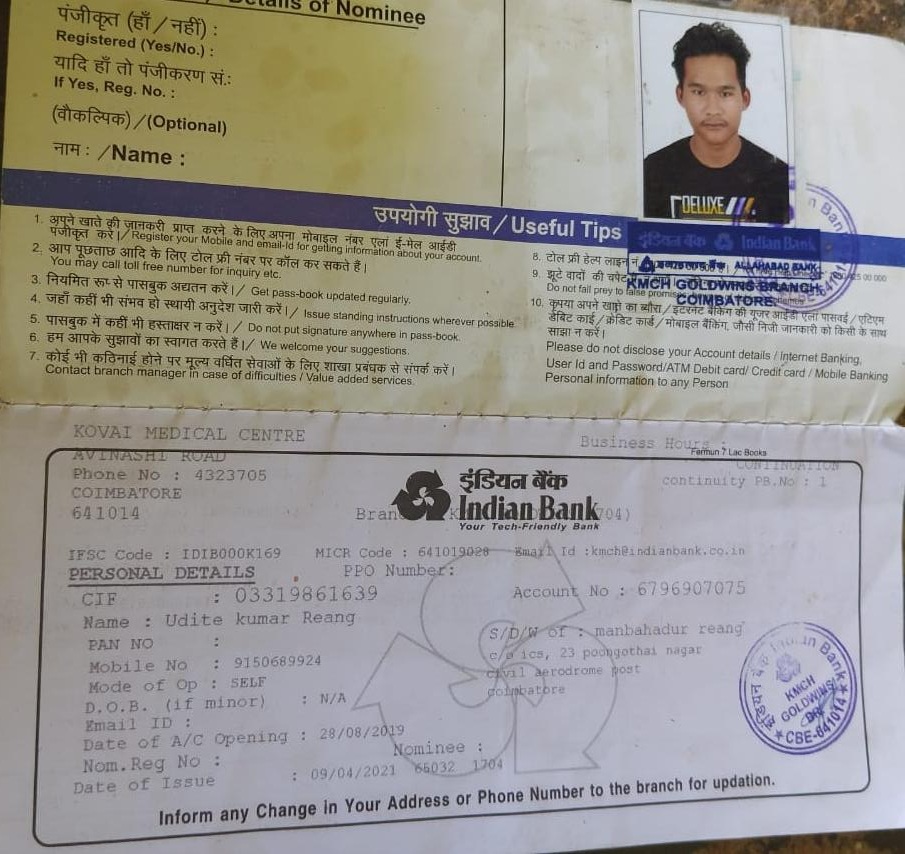 Details of Nominee
पंजीकृत (हाँ / नहीं) :
Registered (Yes/No.) :
यादि हाँ तो पंजीकरण सं.:
If Yes, Reg. No. :
(वौकल्पिक) / (Optional)
नाम : /Name :
DELUXE
उपयोगी सुझाव / Useful Tips
1. अपने खाते की जानकारी प्राप्त करने के लिए अपना मोबाइल नंबर एलां ई-मेल आईडी
पंजीकृत करें | Register your Mobile and email-Id for getting information about your account.
2. आप पूछताछ आदि के लिए टोल फ्री नंबर पर कॉल कर सकते हैं |
You may call toll free number for inquiry etc.
3. नियमित रूप से पासबुक अद्यतन करें | / Get pass-book updated regularly.
4. जहाँ कहीं भी संभव हो स्थायी अनुदेश जारी करें | / Issue standing instructions wherever possible
5. पासबुक में कहीं भी हस्ताक्षर न करें | / Do not put signature anywhere in pass-book.
6. हम आपके सुझावों का स्वागत करते हैं | / We welcome your suggestions.
7. कोई भी कठिनाई होने पर मूल्य वर्धित सेवाओं के लिए शाखा प्रबंधक से संपर्क करें |
Contact branch manager in case of difficulties / Value added services.
इंडियन बैंक Indian Bank
ALLAHABAD BANK
KMCH GOLDWINS BRANCH
COIMBATORE.
8. टोल फ्री हेल्प लाइन नं
9. झूटे वादों की चपेट
Do not fall prey to false
10. कृपया अपने खाते का ब्यौरा / इंटरनेट बैंकिंग की यूजर आईडी एलां पासवर्ड / एटिएम
डेबिट कार्ड / क्रेडिट कार्ड / मोबाइल बैंकिंग, जौसी निजी जानकारी को किसी के साथ
साझा न करें |
Please do not disclose your Account details / Internet Banking,
User Id and Password/ATM Debit card/ Credit card / Mobile Banking
Personal information to any Person
KOVAI MEDICAL CENTRE
Business Hours :
AVINASHI ROAD
Farmun 7 Lac Books
CONTINUATION
Phone No : 4323705
continuity PB.No : 1
COIMBATORE
641014
इंडियन बैंक
Indian Bank
Your Tech-Friendly Bank
IFSC Code : IDIB000K169 MICR Code : 641019028 Email Id :kmch@indianbank.co.in
PERSONAL DETAILS PPO Number:
CIF : 03319861639 Account No : 6796907075
Name : Udite kumar Reang
S/D/W of : manbahadur reang
PAN NO :
c/o ics, 23 poongothai nagar
Mobile No : 9150689924
civil aerodrome post
Mode of Op : SELF
coimbatore
D.O.B. (if minor) : N/A
Email ID :
Date of A/C Opening : 28/08/2019
Nom.Reg No : Nominee :
Date of Issue : 09/04/2021 65032 1704
इंडियन बैंक Indian Bank
KMCH
GOLDWINS
BR
CBE-641014
Inform any Change in Your Address or Phone Number to the branch for updation.